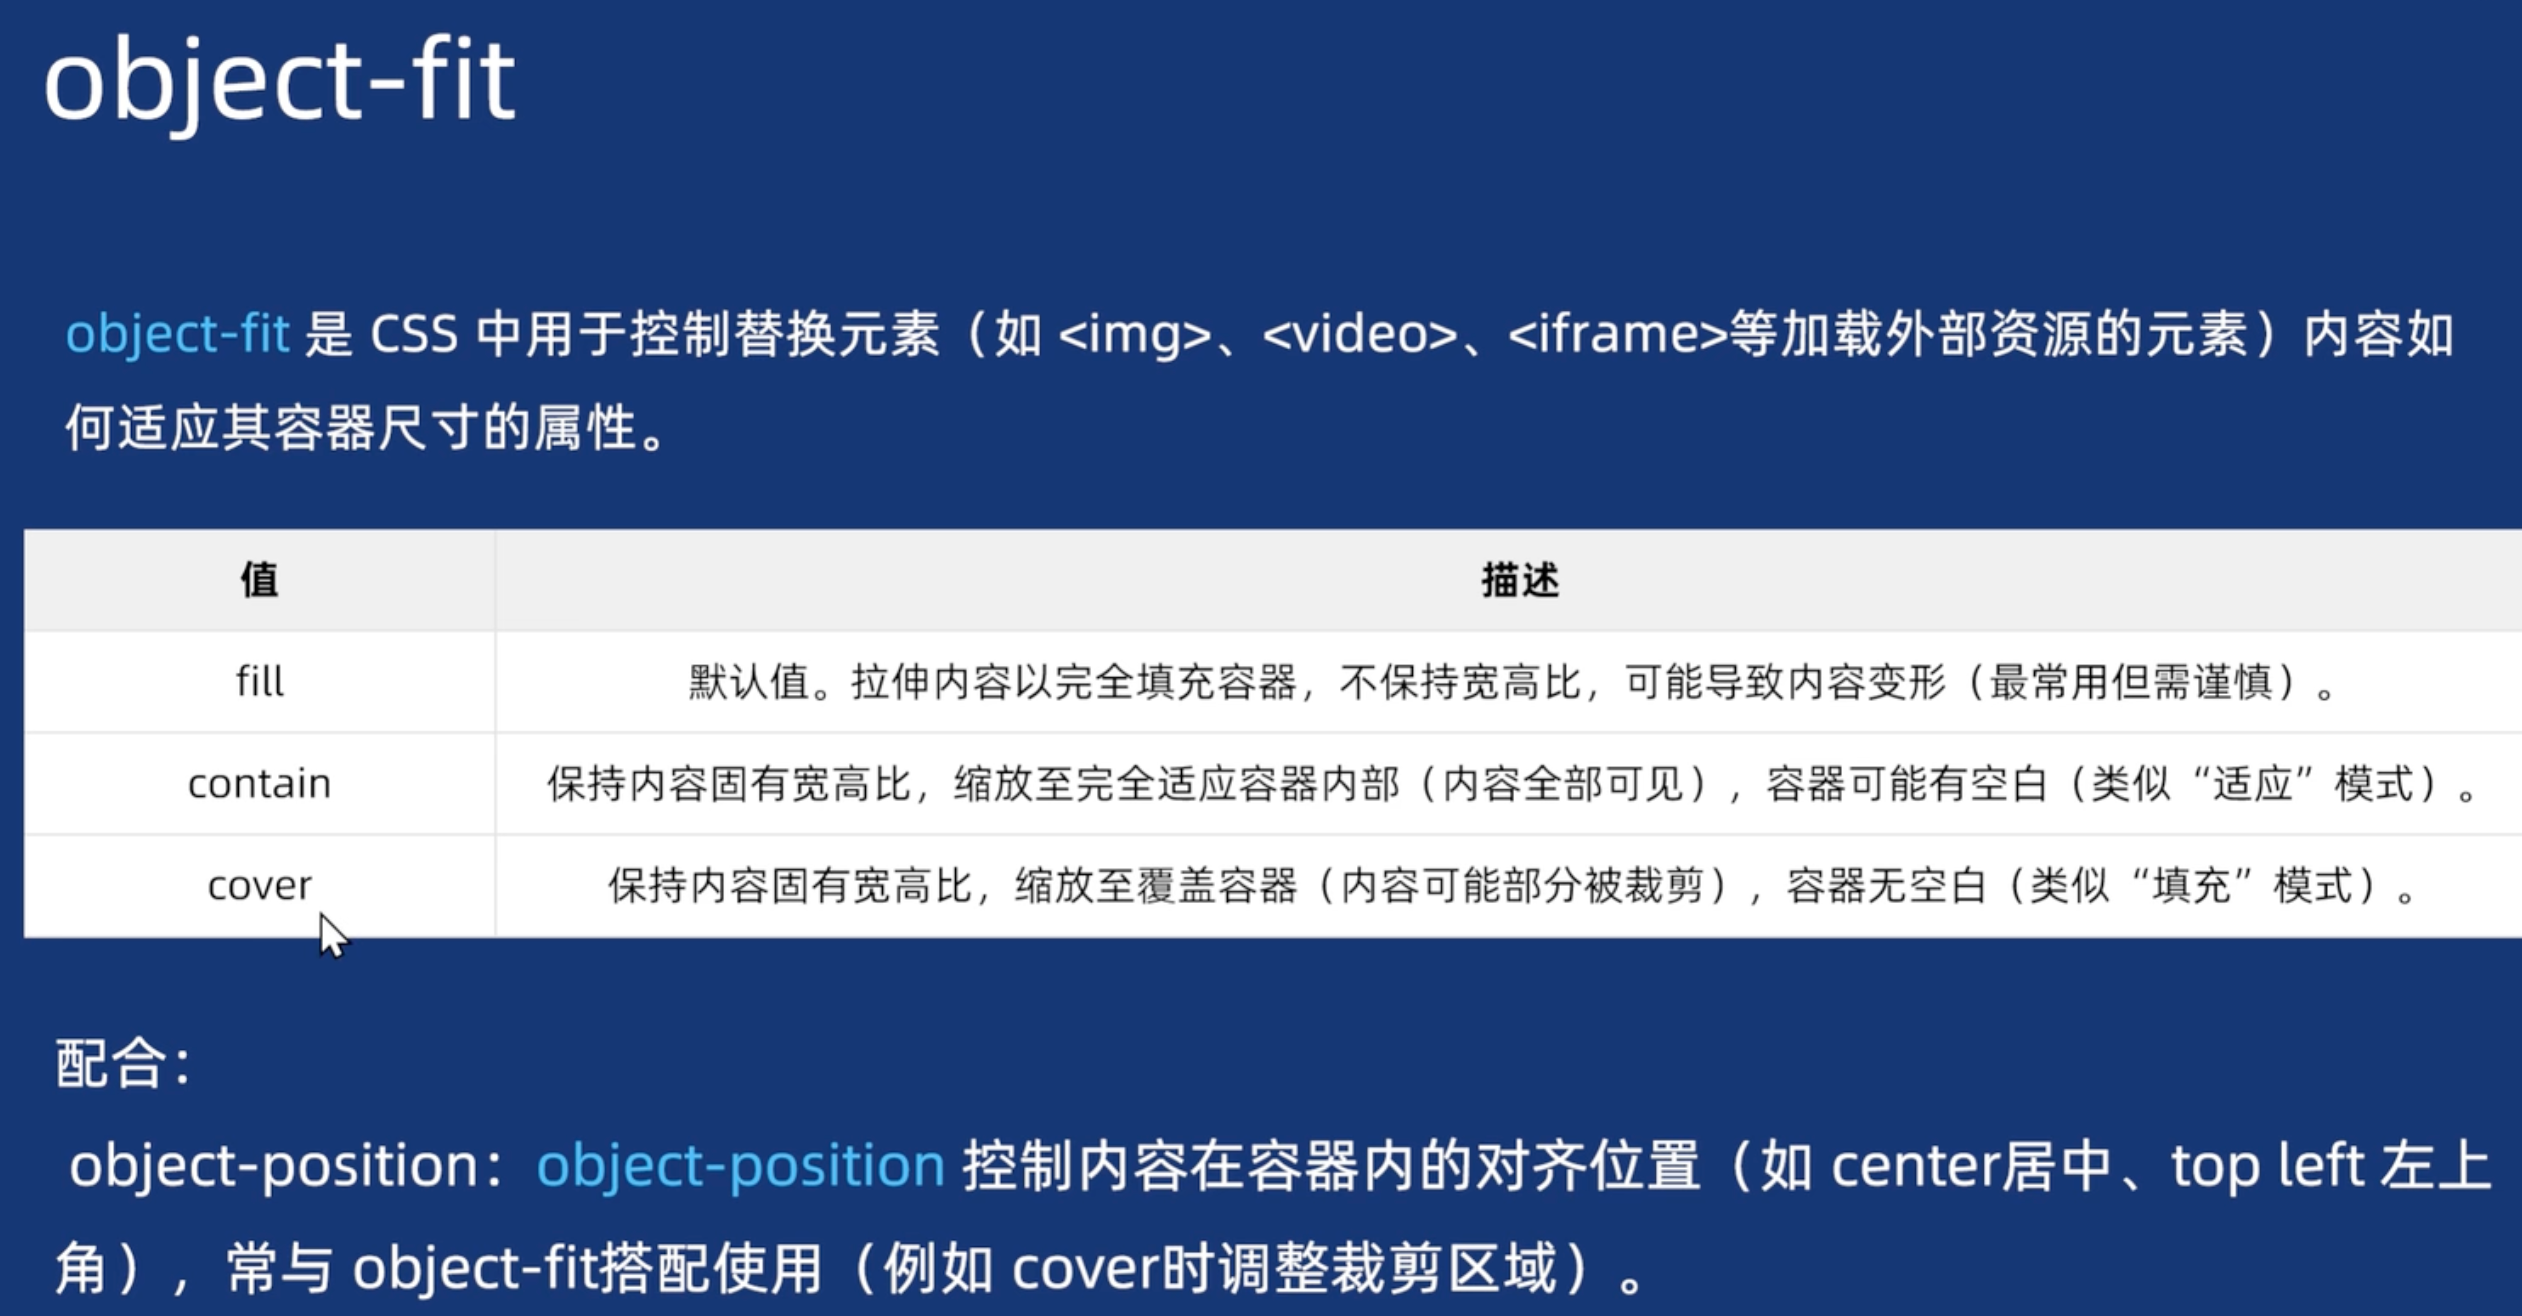 object-fit
object-fit 是 CSS 中用于控制替换元素（如 <img>、<video>、<iframe>等加载外部资源的元素）内容如
何适应其容器尺寸的属性。
值 描述
fill 默认值。拉伸内容以完全填充容器，不保持宽高比，可能导致内容变形（最常用但需谨慎）。
contain 保持内容固有宽高比，缩放至完全适应容器内部（内容全部可见），容器可能有空白（类似“适应”模式）。
cover 保持内容固有宽高比，缩放至覆盖容器（内容可能部分被裁剪），容器无空白（类似“填充”模式）。
配合：
object-position：object-position 控制内容在容器内的对齐位置（如 center居中、top left 左上
角），常与 object-fit搭配使用（例如 cover时调整裁剪区域）。